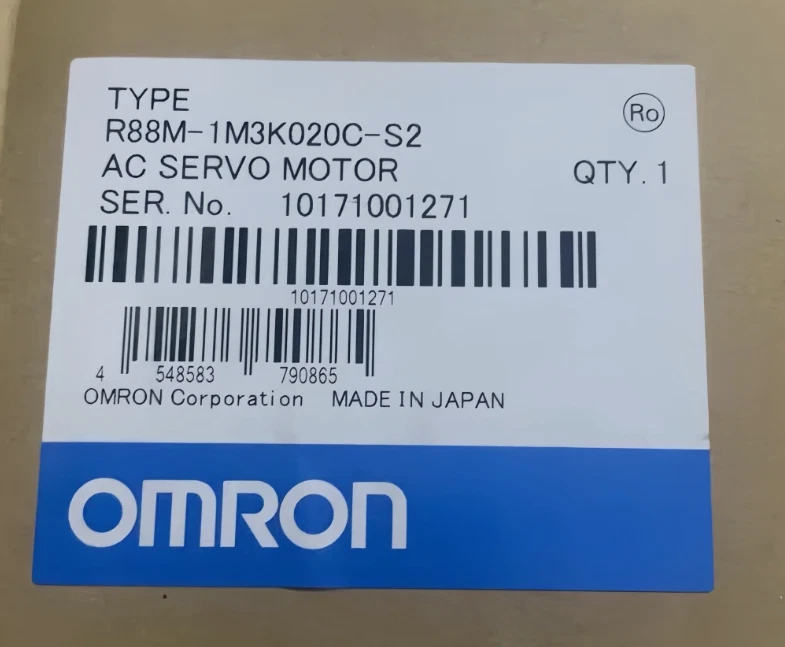 TYPE
R88M-1M3K020C-S2
Ro
AC SERVO MOTOR
QTY. 1
SER. No. 10171001271
10171001271
4 548583 790865
OMRON Corporation MADE IN JAPAN
OMRON